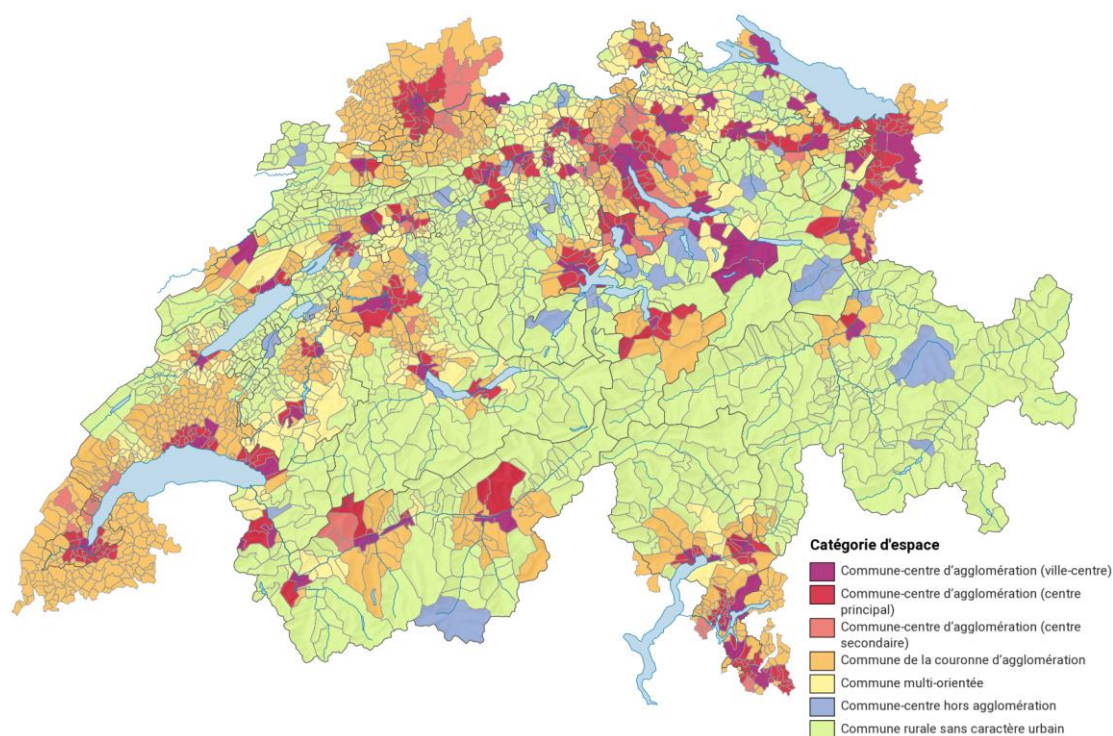 Catégorie d'espace
Commune-centre d'agglomération (ville-centre)
Commune-centre d'agglomération (centre
principal)
Commune-centre d'agglomération (centre
secondaire)
Commune de la couronne d'agglomération
Commune multi-orientée
Commune-centre hors agglomération
Commune rurale sans caractère urbain